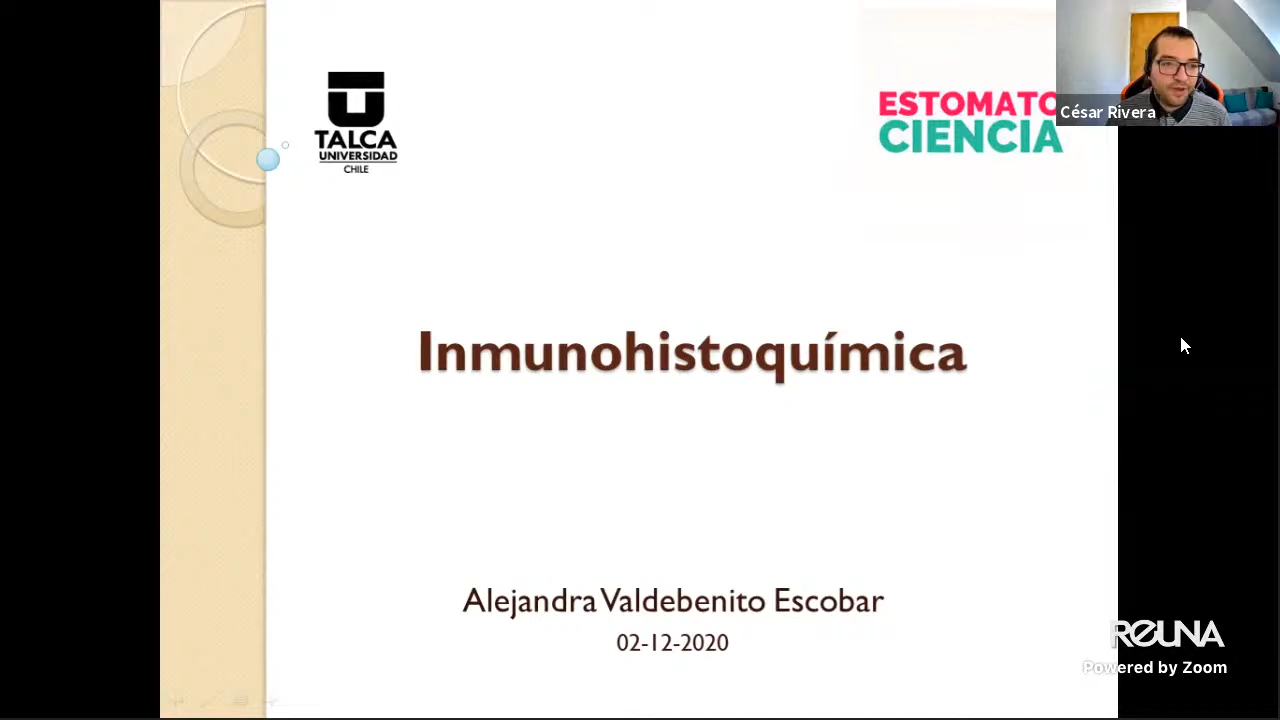 TALCA
UNIVERSIDAD
CHILE
ESTOMATO
CIENCIA
César Rivera
Inmunohistoquímica
Alejandra Valdebenito Escobar
02-12-2020
REUNA
Powered by Zoom